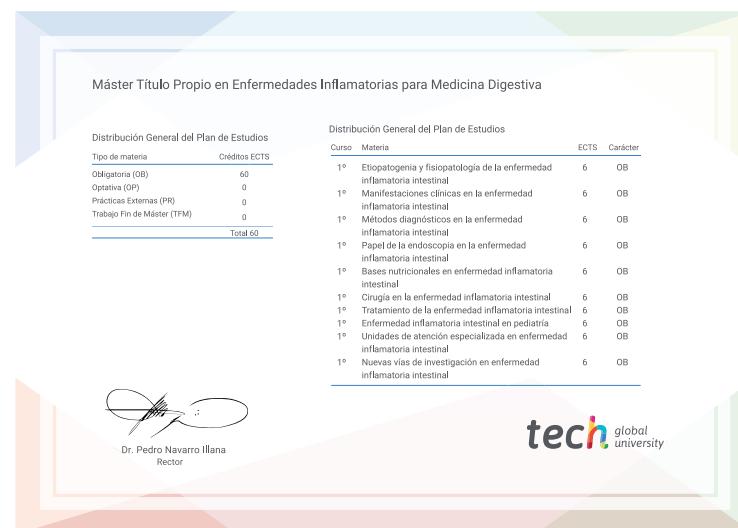 Máster Título Propio en Enfermedades Inflamatorias para Medicina Digestiva
Distribución General del Plan de Estudios
Tipo de materia Créditos ECTS
Obligatoria (OB) 60
Optativa (OP) 0
Prácticas Externas (PR) 0
Trabajo Fin de Máster (TFM) 0
Total 60
Distribución General del Plan de Estudios
Curso Materia ECTS Carácter
1º Etiopatogenia y fisiopatología de la enfermedad 6 OB
inflamatoria intestinal
1º Manifestaciones clínicas en la enfermedad 6 OB
inflamatoria intestinal
1º Métodos diagnósticos en la enfermedad 6 OB
inflamatoria intestinal
1º Papel de la endoscopia en la enfermedad 6 OB
inflamatoria intestinal
1º Bases nutricionales en enfermedad inflamatoria 6 OB
intestinal
1º Cirugía en la enfermedad inflamatoria intestinal 6 OB
1º Tratamiento de la enfermedad inflamatoria intestinal 6 OB
1º Enfermedad inflamatoria intestinal en pediatría 6 OB
1º Unidades de atención especializada en enfermedad 6 OB
inflamatoria intestinal
1º Nuevas vías de investigación en enfermedad 6 OB
inflamatoria intestinal
Dr. Pedro Navarro Illana
Rector
tech global
university